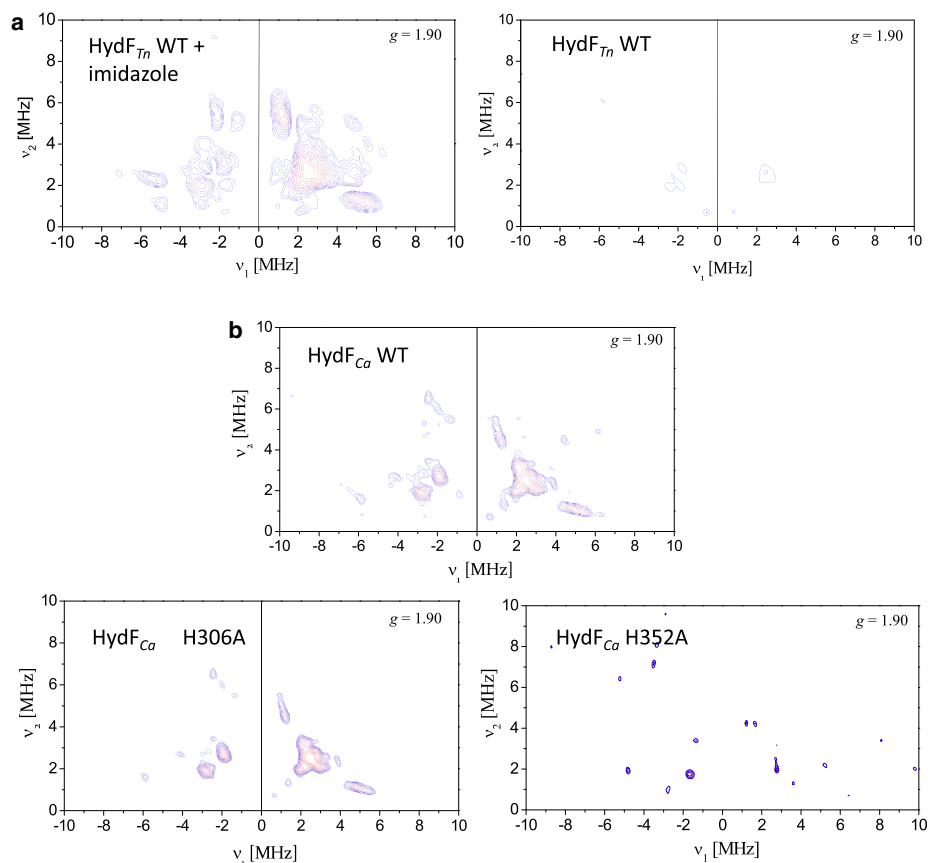 a
HydF_Tn WT +
imidazole
g = 1.90
ν₂ [MHz]
10
8
6
4
2
0
-10 -8 -6 -4 -2 0 2 4 6 8 10
ν₁ [MHz]
HydF_Tn WT
g = 1.90
ν₂ [MHz]
10
8
6
4
2
0
-10 -8 -6 -4 -2 0 2 4 6 8 10
ν₁ [MHz]
b
HydF_Ca WT
g = 1.90
ν₂ [MHz]
10
8
6
4
2
0
-10 -8 -6 -4 -2 0 2 4 6 8 10
ν₁ [MHz]
HydF_Ca H306A
g = 1.90
ν₂ [MHz]
10
8
6
4
2
0
-10 -8 -6 -4 -2 0 2 4 6 8 10
ν₁ [MHz]
HydF_Ca H352A
g = 1.90
ν₂ [MHz]
10
8
6
4
2
0
-10 -8 -6 -4 -2 0 2 4 6 8 10
ν₁ [MHz]